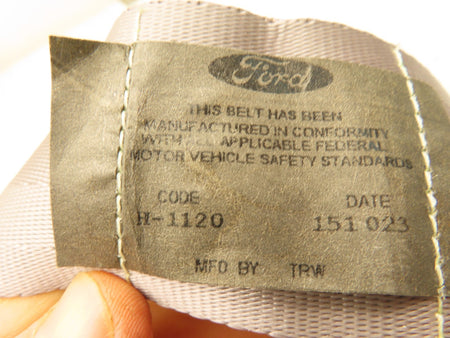 Ford
THIS BELT HAS BEEN
MANUFACTURED IN CONFORMITY
WITH ALL APPLICABLE FEDERAL
MOTOR VEHICLE SAFETY STANDARDS
CODE DATE
H-1120 151 023
MFD BY TRW